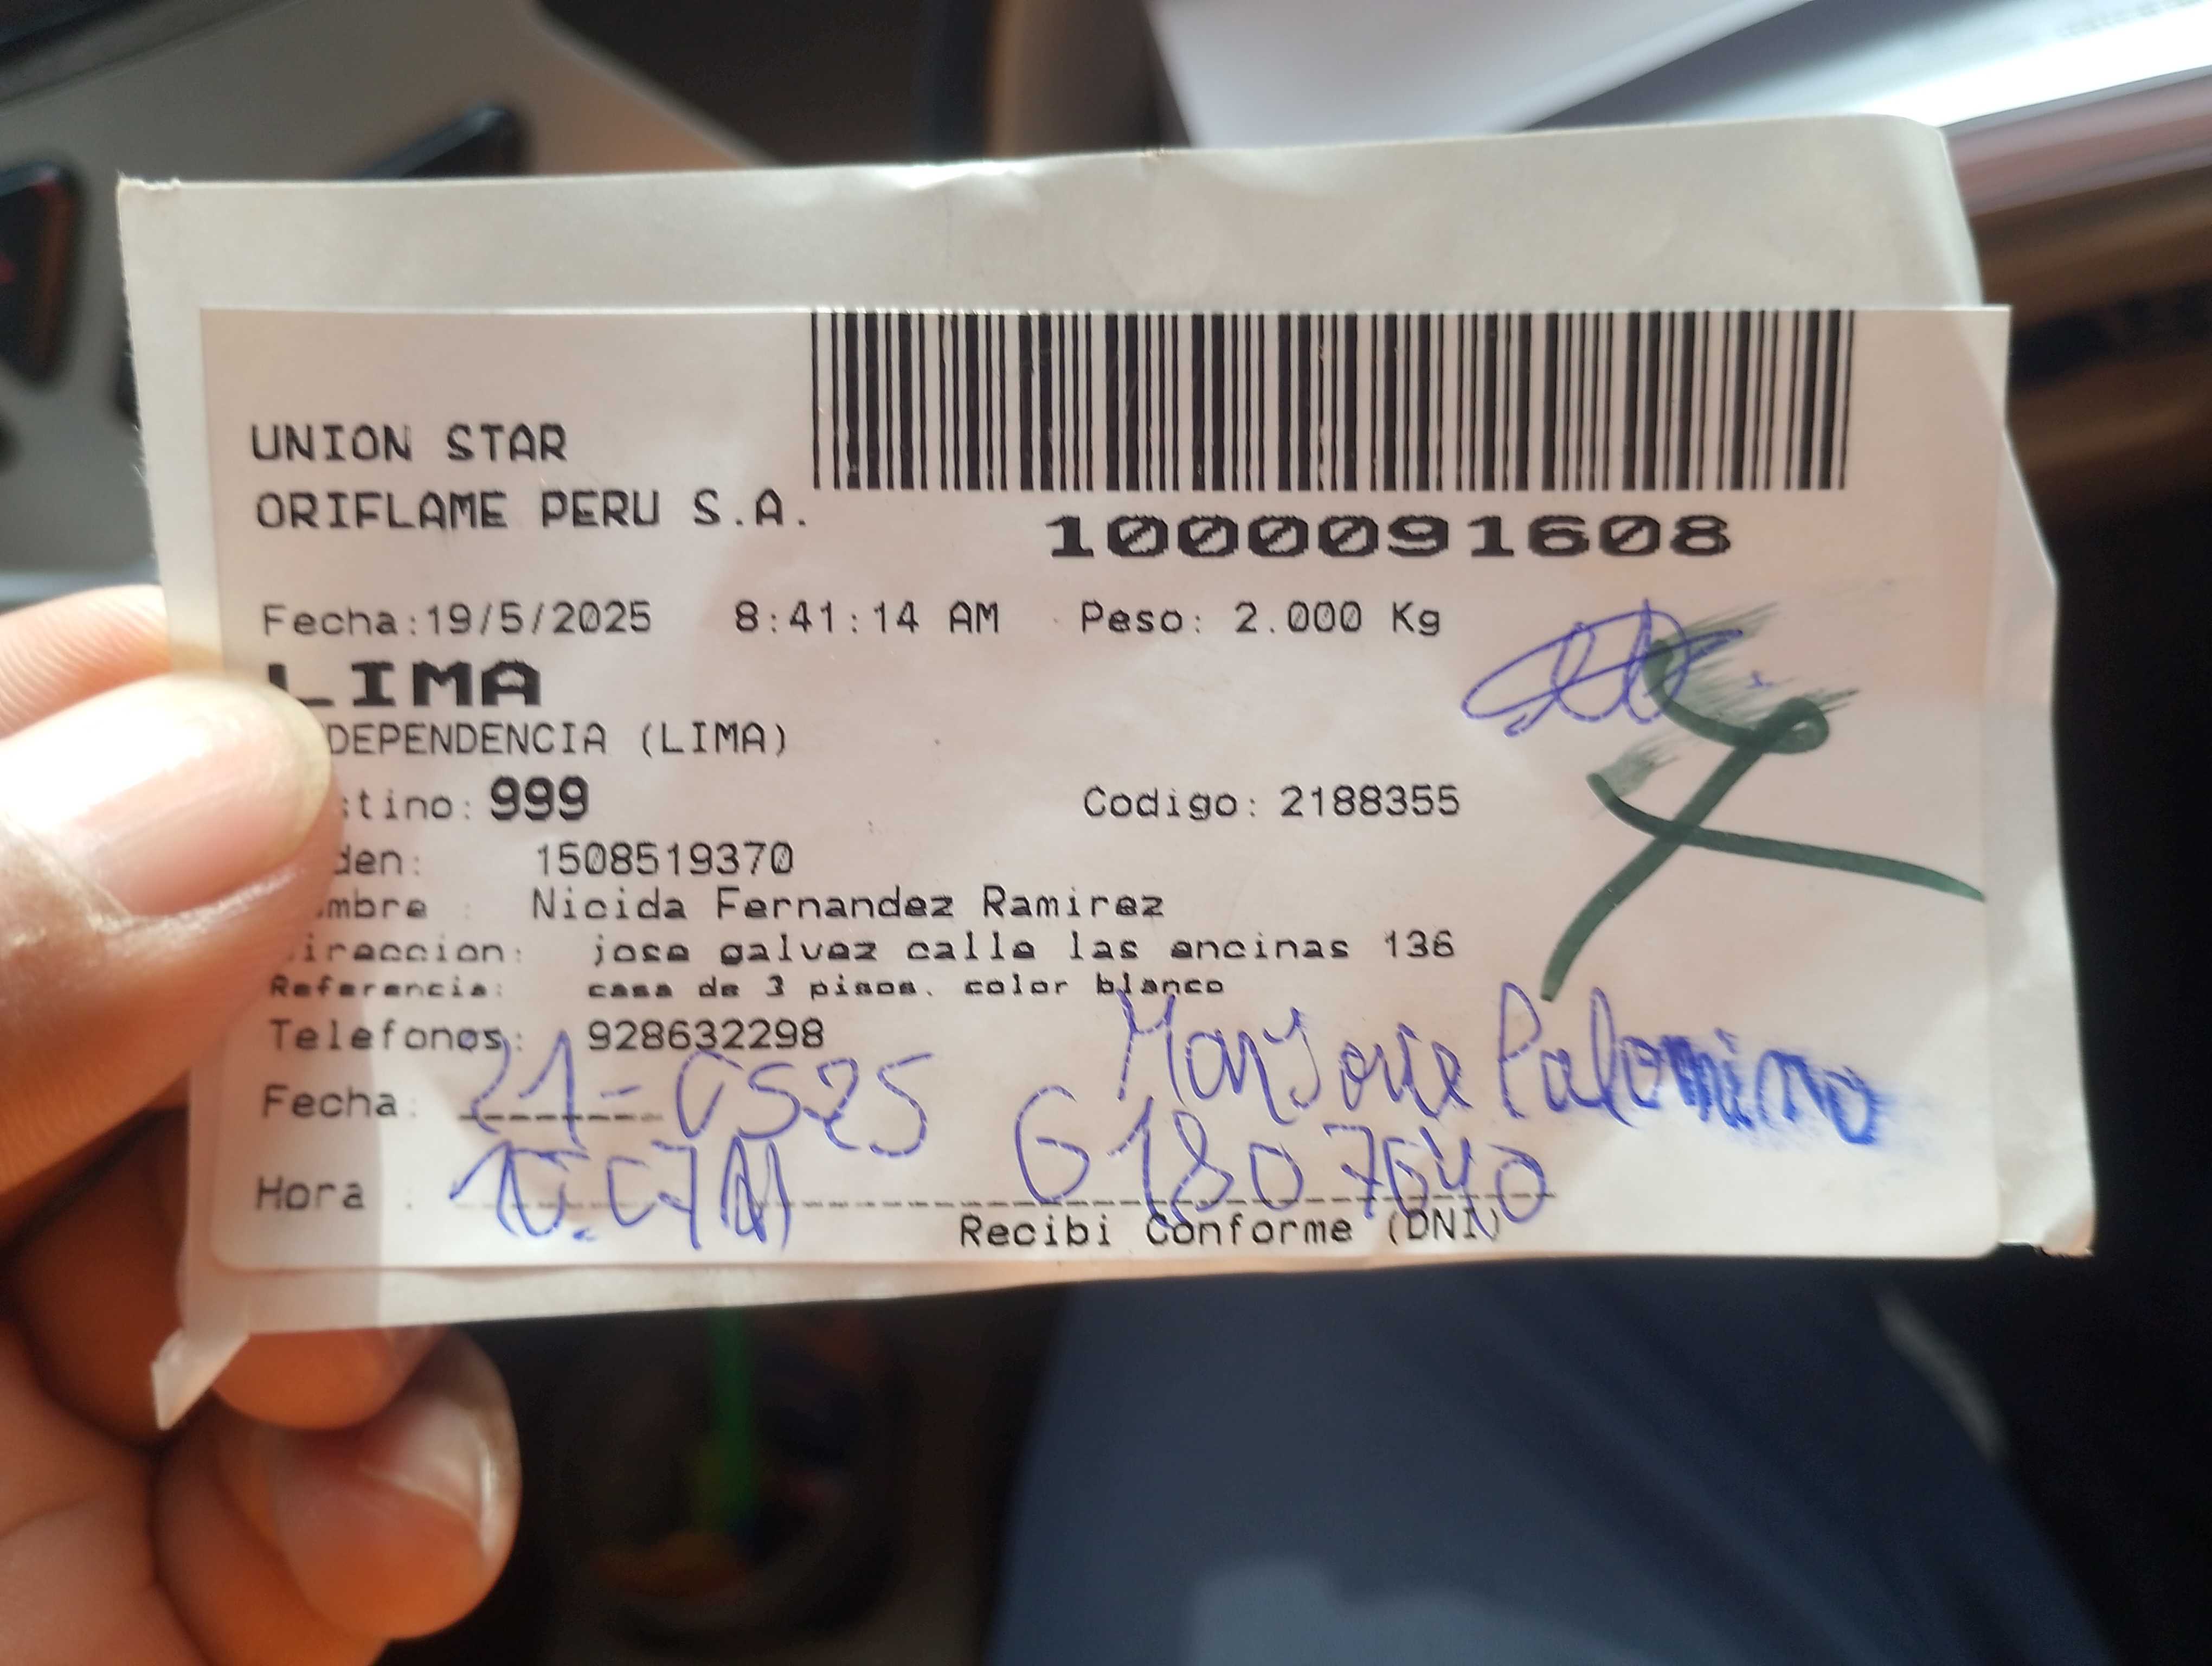 UNION STAR
ORIFLAME PERU S.A.
1000091608
Fecha:19/5/2025 8:41:14 AM Peso: 2.000 Kg
LIMA
DEPENDENCIA (LIMA)
stino: 999 Codigo: 2188355
den: 1508519370
mbre : Nicida Fernandez Ramirez
ireccion: jose galvez calle las encinas 136
Referencia: casa de 3 pisos. color blanco
Telefonos: 928632298
Fecha: 21-0525 Marjorie Palomino
Hora : 61807640
Recibi Conforme (DNI)